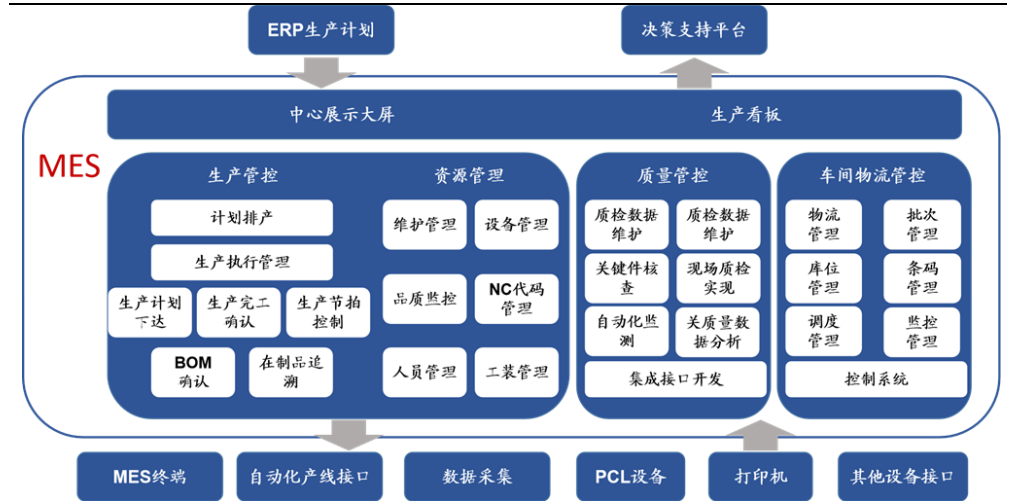 ERP生产计划
决策支持平台
中心展示大屏
生产看板
MES
生产管控
资源管理
质量管控
车间物流管控
计划排产
生产执行管理
生产计划
下达
生产完工
确认
生产节拍
控制
BOM
确认
在制品追
溯
维护管理
设备管理
品质监控
NC代码
管理
人员管理
工装管理
质检数据
维护
质检数据
维护
关键件核
查
现场质检
实现
自动化监
测
关质量数
据分析
集成接口开发
物流
管理
批次
管理
库位
管理
条码
管理
调度
管理
监控
管理
控制系统
MES终端
自动化产线接口
数据采集
PCL设备
打印机
其他设备接口